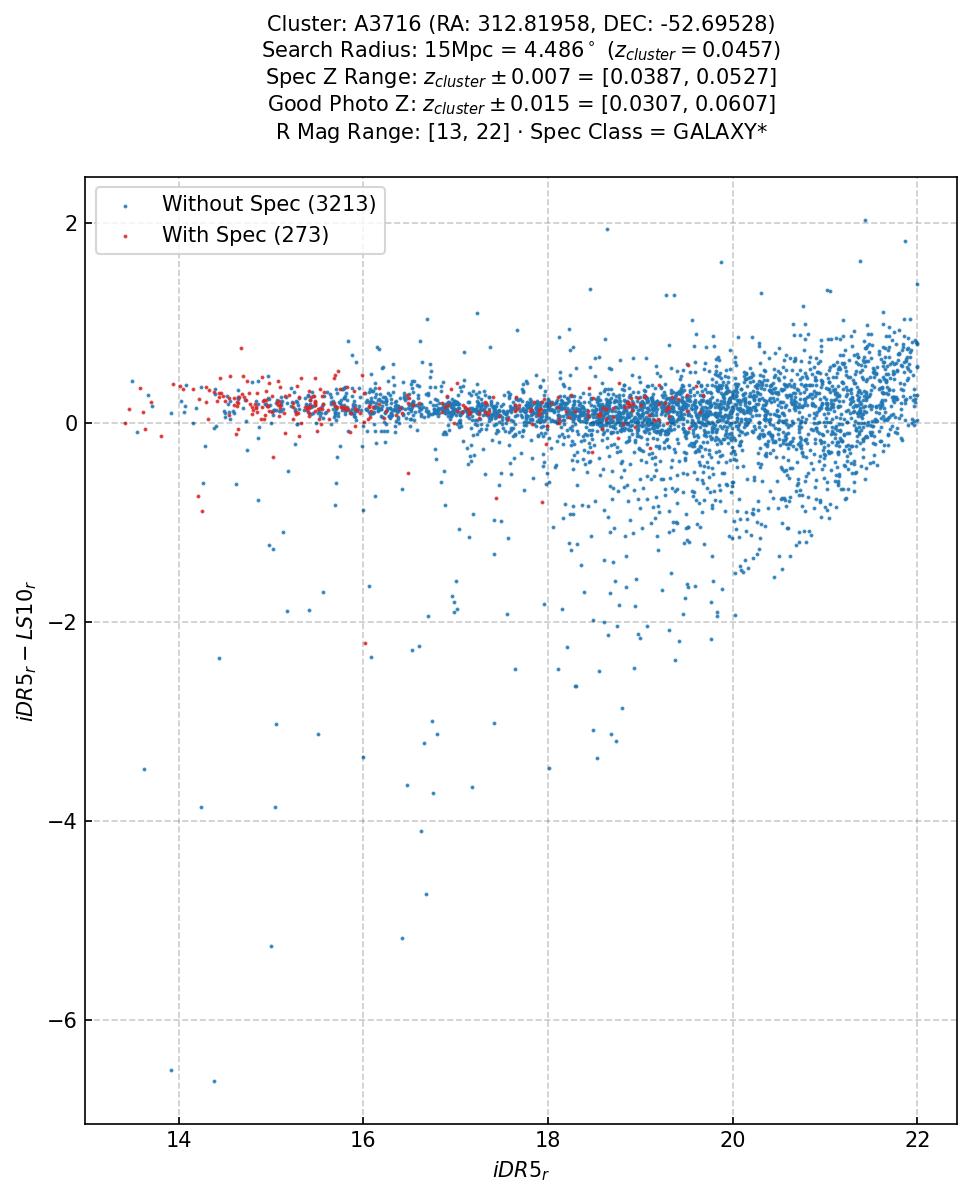 Cluster: A3716 (RA: 312.81958, DEC: -52.69528)
Search Radius: 15Mpc = 4.486° (z_cluster = 0.0457)
Spec Z Range: z_cluster ± 0.007 = [0.0387, 0.0527]
Good Photo Z: z_cluster ± 0.015 = [0.0307, 0.0607]
R Mag Range: [13, 22] · Spec Class = GALAXY*
Without Spec (3213)
With Spec (273)
2
0
−2
−4
−6
iDR5_r − LS10_r
14 16 18 20 22
iDR5_r